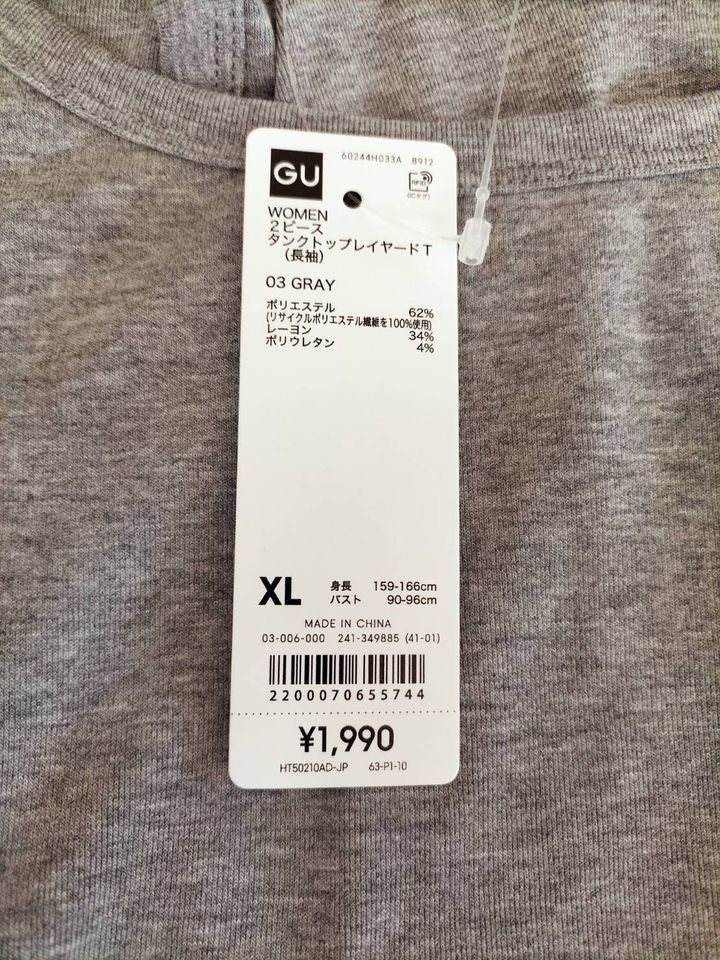 60244H033A 8912
GU
RFID
(ICタグ)
WOMEN
2ピース
タンクトップレイヤードT
(長袖)
03 GRAY
ポリエステル 62%
(リサイクルポリエステル繊維を100%使用)
レーヨン 34%
ポリウレタン 4%
XL 身長 159-166cm
バスト 90-96cm
MADE IN CHINA
03-006-000 241-349885 (41-01)
2200070655744
¥1,990
HT50210AD-JP 63-P1-10